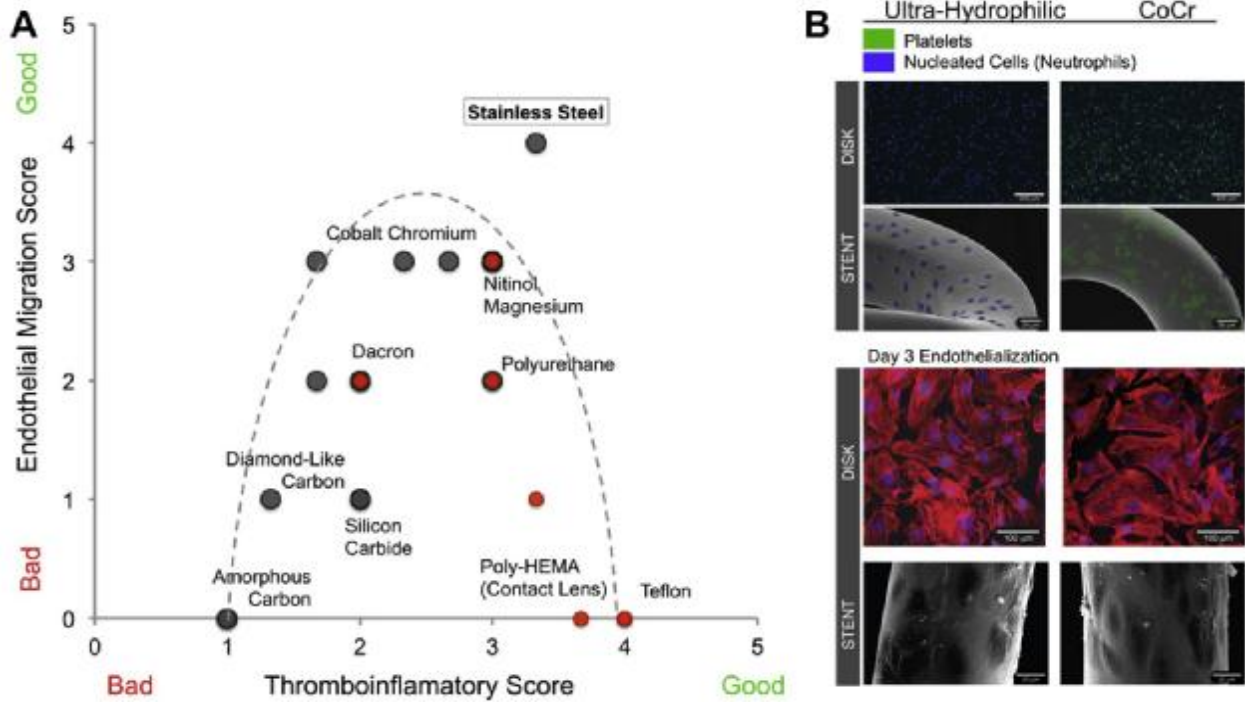 A
5
4
3
2
1
0
Good
Endothelial Migration Score
Bad
Stainless Steel
Cobalt Chromium
Nitinol
Magnesium
Dacron
Polyurethane
Diamond-Like
Carbon
Silicon
Carbide
Amorphous
Carbon
Poly-HEMA
(Contact Lens)
Teflon
0 1 2 3 4 5
Bad Thromboinflamatory Score Good
B
Ultra-Hydrophilic CoCr
Platelets
Nucleated Cells (Neutrophils)
DISK
STENT
Day 3 Endothelialization
DISK
100 µm 100 µm
STENT